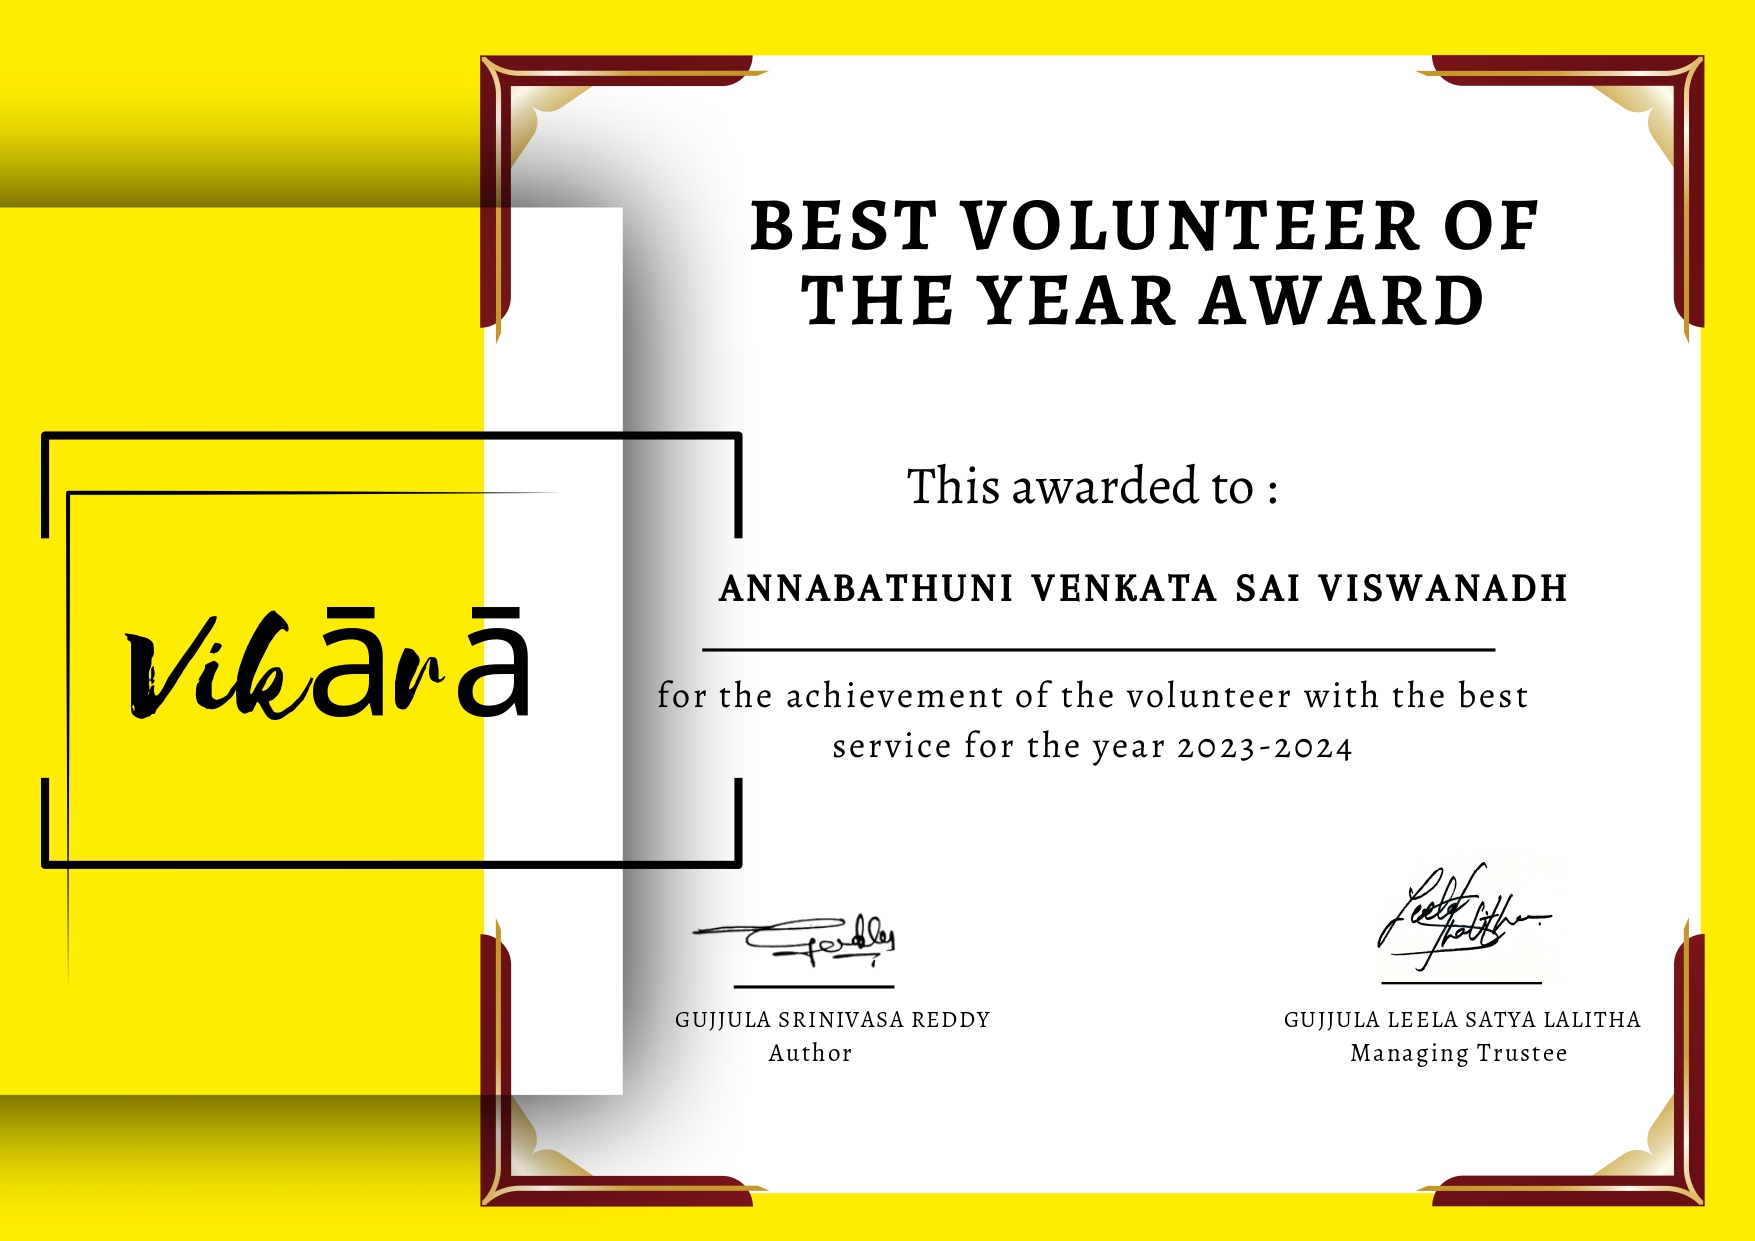 BEST VOLUNTEER OF
THE YEAR AWARD
This awarded to :
ANNABATHUNI VENKATA SAI VISWANADH
Vikārā
for the achievement of the volunteer with the best
service for the year 2023-2024
GUJJULA SRINIVASA REDDY
Author
GUJJULA LEELA SATYA LALITHA
Managing Trustee